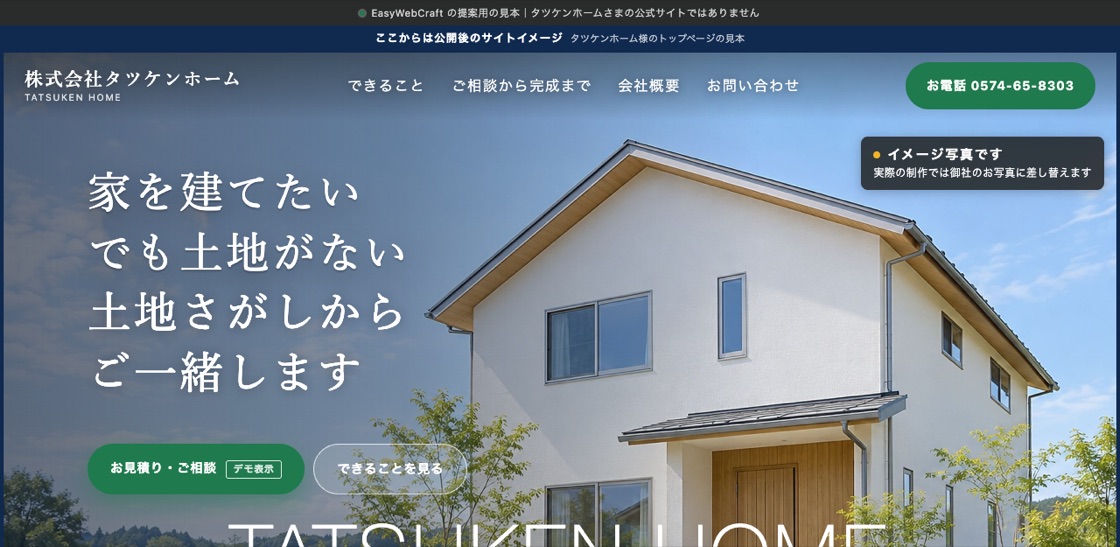 EasyWebCraft の提案用の見本｜タツケンホームさまの公式サイトではありません
ここからは公開後のサイトイメージ タツケンホーム様のトップページの見本
株式会社タツケンホーム
TATSUKEN HOME
できること ご相談から完成まで 会社概要 お問い合わせ
お電話 0574-65-8303
イメージ写真です
実際の制作では御社のお写真に差し替えます
家を建てたい
でも土地がない
土地さがしから
ご一緒します
お見積り・ご相談 デモ表示
できることを見る
TATSUKEN HOME